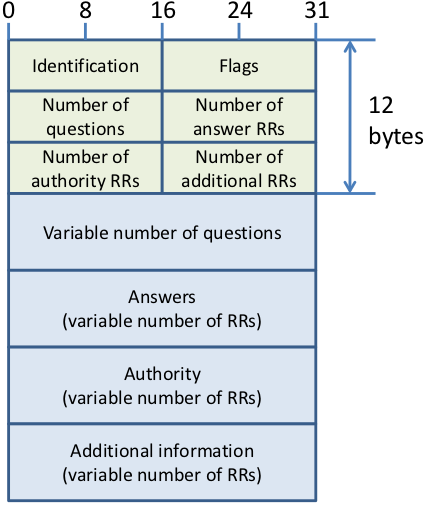 0 8 16 24 31
Identification Flags
Number of questions Number of answer RRs
Number of authority RRs Number of additional RRs
12 bytes
Variable number of questions
Answers
(variable number of RRs)
Authority
(variable number of RRs)
Additional information
(variable number of RRs)